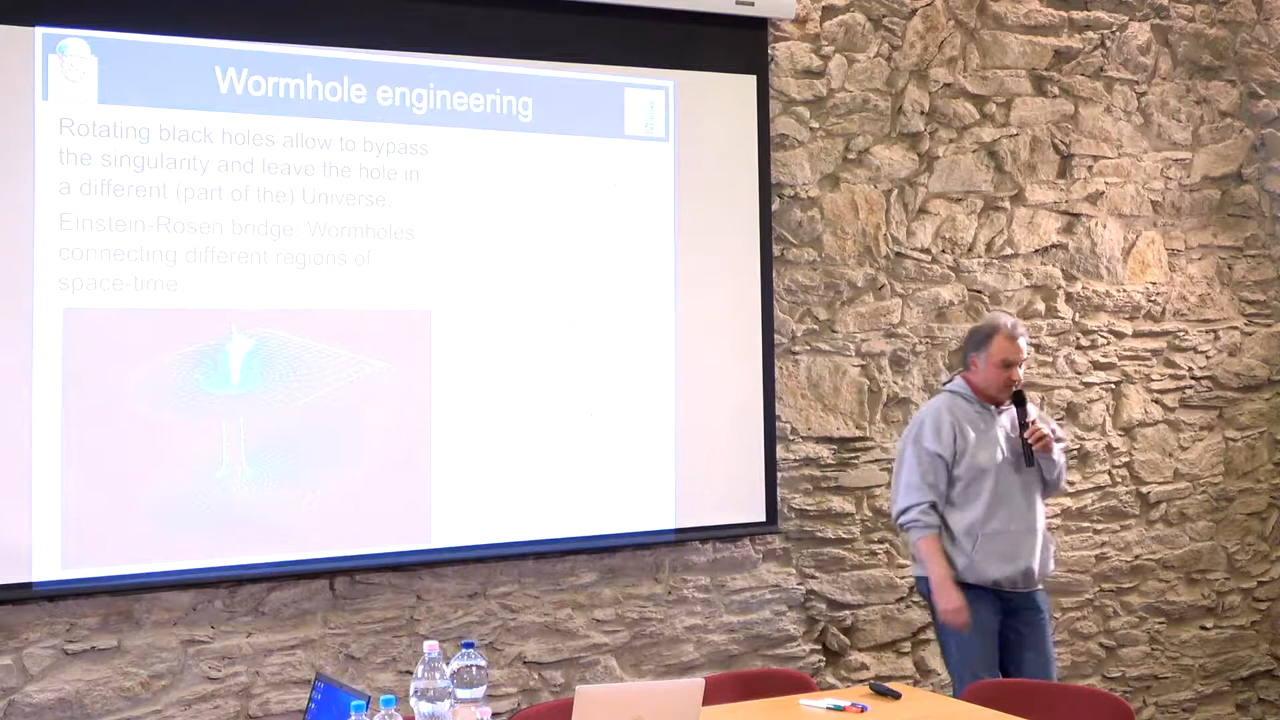 Wormhole engineering
Rotating black holes allow to bypass
the singularity and leave the hole in
a different (part of the) Universe.
Einstein-Rosen bridge. Wormholes
connecting different regions of
space-time.